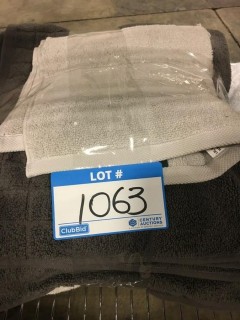 LOT #
1063
ClubBid
CENTURY
AUCTIONS